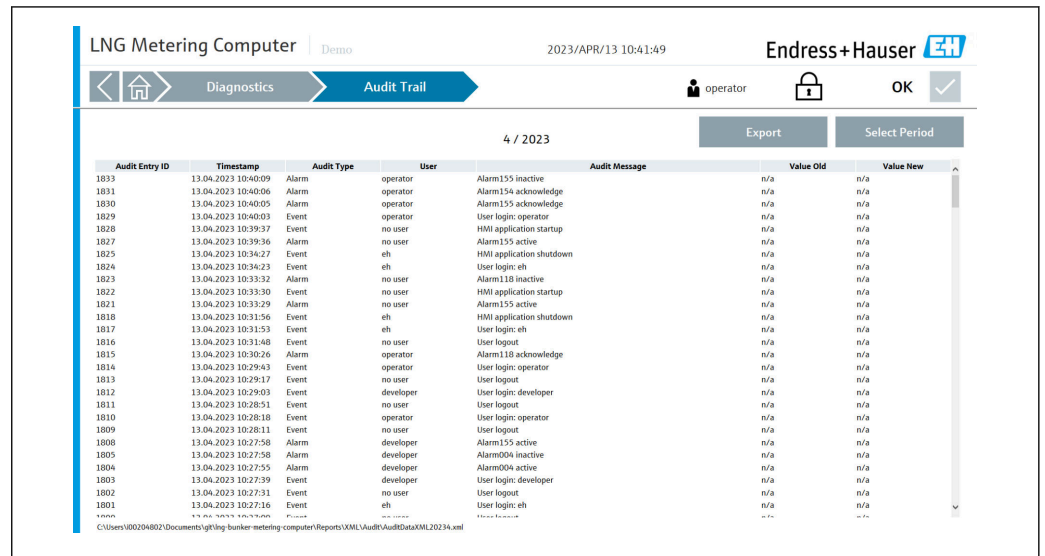 LNG Metering Computer Demo 2023/APR/13 10:41:49 Endress+Hauser EH
Diagnostics Audit Trail operator OK
4 / 2023 Export Select Period
Audit Entry ID Timestamp Audit Type User Audit Message Value Old Value New
1833 13.04.2023 10:40:09 Alarm operator Alarm155 inactive n/a n/a
1831 13.04.2023 10:40:06 Alarm operator Alarm154 acknowledge n/a n/a
1830 13.04.2023 10:40:05 Alarm operator Alarm155 acknowledge n/a n/a
1829 13.04.2023 10:40:03 Event operator User login: operator n/a n/a
1828 13.04.2023 10:39:37 Event no user HMI application startup n/a n/a
1827 13.04.2023 10:39:36 Alarm no user Alarm155 active n/a n/a
1825 13.04.2023 10:34:27 Event eh HMI application shutdown n/a n/a
1824 13.04.2023 10:34:23 Event eh User login: eh n/a n/a
1823 13.04.2023 10:33:32 Alarm no user Alarm118 inactive n/a n/a
1822 13.04.2023 10:33:30 Event no user HMI application startup n/a n/a
1821 13.04.2023 10:33:29 Alarm no user Alarm155 active n/a n/a
1818 13.04.2023 10:31:56 Event eh HMI application shutdown n/a n/a
1817 13.04.2023 10:31:53 Event eh User login: eh n/a n/a
1816 13.04.2023 10:31:48 Event no user User logout n/a n/a
1815 13.04.2023 10:30:26 Alarm operator Alarm118 acknowledge n/a n/a
1814 13.04.2023 10:29:43 Event operator User login: operator n/a n/a
1813 13.04.2023 10:29:17 Event no user User logout n/a n/a
1812 13.04.2023 10:29:03 Event developer User login: developer n/a n/a
1811 13.04.2023 10:28:51 Event no user User logout n/a n/a
1810 13.04.2023 10:28:18 Event operator User login: operator n/a n/a
1809 13.04.2023 10:28:11 Event no user User logout n/a n/a
1808 13.04.2023 10:27:58 Alarm developer Alarm155 active n/a n/a
1805 13.04.2023 10:27:58 Alarm developer Alarm004 inactive n/a n/a
1804 13.04.2023 10:27:55 Alarm developer Alarm004 active n/a n/a
1803 13.04.2023 10:27:39 Event developer User login: developer n/a n/a
1802 13.04.2023 10:27:31 Event no user User logout n/a n/a
1801 13.04.2023 10:27:16 Event eh User login: eh n/a n/a
C:\Users\I00204802\Documents\git\lng-bunker-metering-computer\Reports\XML\Audit\AuditDataXML20234.xml